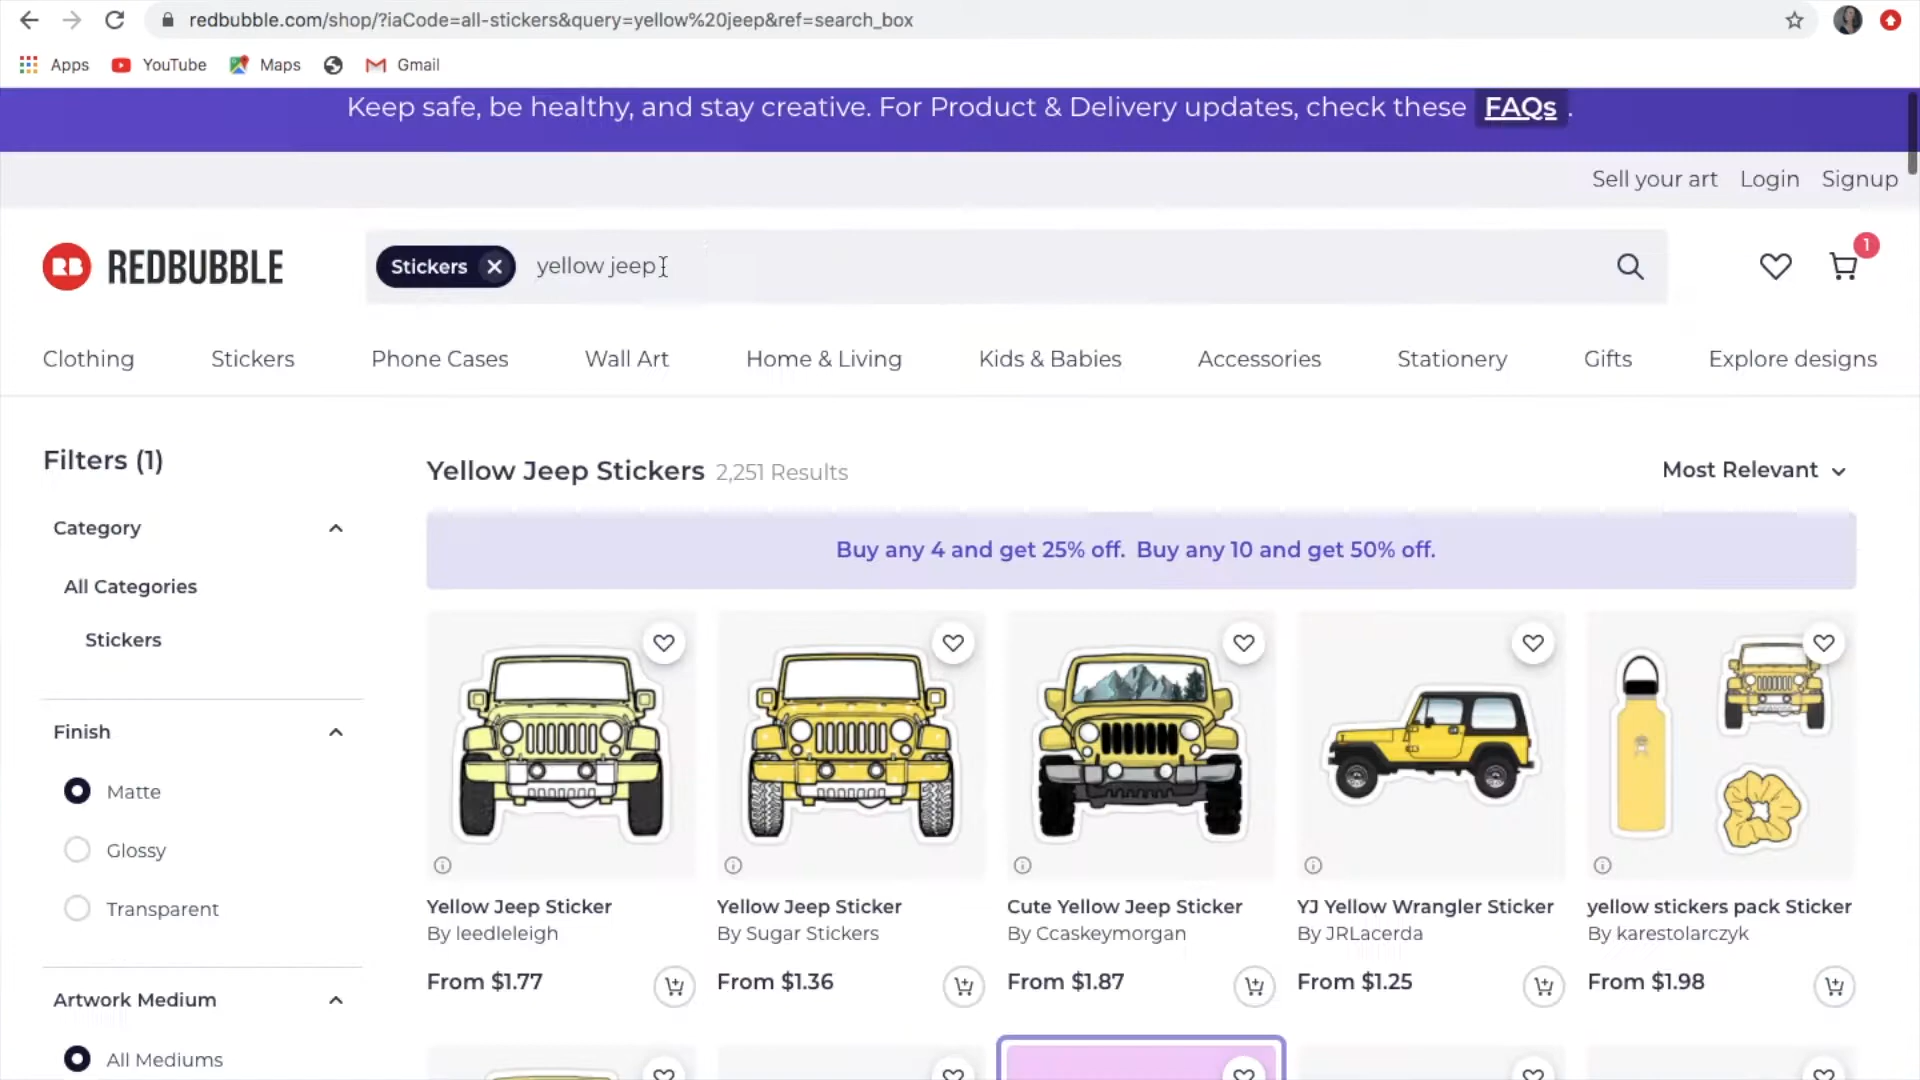 redbubble.com/shop/?iaCode=all-stickers&query=yellow%20jeep&ref=search_box
Apps YouTube Maps Gmail
Keep safe, be healthy, and stay creative. For Product & Delivery updates, check these FAQs .
Sell your art Login Signup
RB REDBUBBLE Stickers yellow jeep 1
Clothing Stickers Phone Cases Wall Art Home & Living Kids & Babies Accessories Stationery Gifts Explore designs
Filters (1)
Category
All Categories
Stickers
Finish
Matte
Glossy
Transparent
Artwork Medium
All Mediums
Yellow Jeep Stickers 2,251 Results Most Relevant
Buy any 4 and get 25% off. Buy any 10 and get 50% off.
Yellow Jeep Sticker
By leedleleigh
From $1.77
Yellow Jeep Sticker
By Sugar Stickers
From $1.36
Cute Yellow Jeep Sticker
By Ccaskeymorgan
From $1.87
YJ Yellow Wrangler Sticker
By JRLacerda
From $1.25
yellow stickers pack Sticker
By karestolarczyk
From $1.98